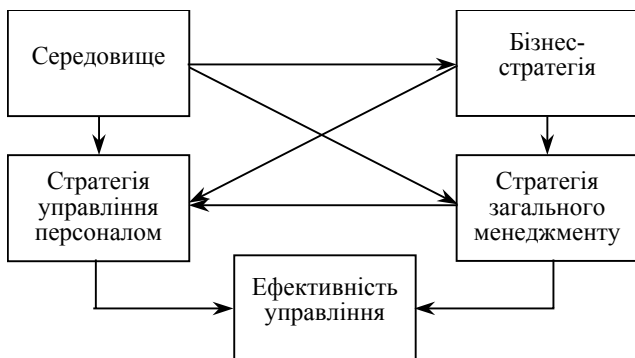 Середовище
Бізнес-
стратегія
Стратегія
управління
персоналом
Стратегія
загального
менеджменту
Ефективність
управління